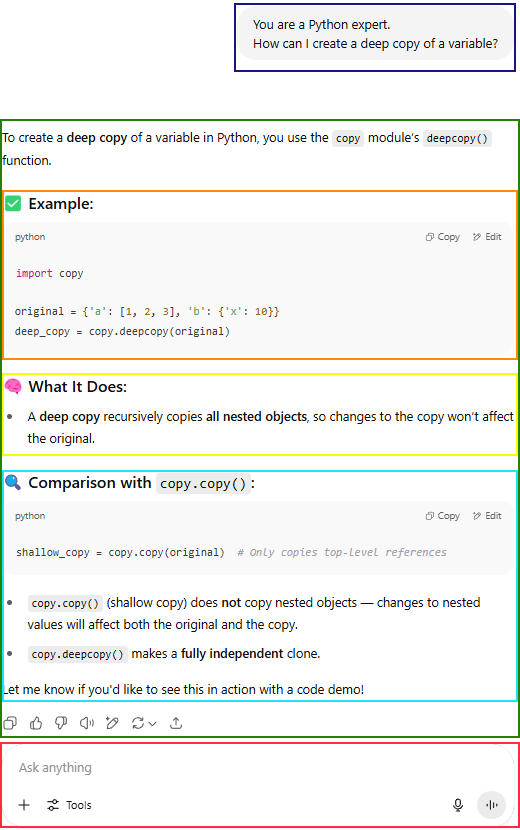 You are a Python expert.
How can I create a deep copy of a variable?
To create a deep copy of a variable in Python, you use the copy module's deepcopy()
function.
✅ Example:
python
Copy
Edit
import copy
original = {'a': [1, 2, 3], 'b': {'x': 10}}
deep_copy = copy.deepcopy(original)
🧠 What It Does:
• A deep copy recursively copies all nested objects, so changes to the copy won't affect
the original.
🔍 Comparison with copy.copy():
python
Copy
Edit
shallow_copy = copy.copy(original)  # Only copies top-level references
• copy.copy() (shallow copy) does not copy nested objects — changes to nested
values will affect both the original and the copy.
• copy.deepcopy() makes a fully independent clone.
Let me know if you'd like to see this in action with a code demo!
Ask anything
Tools